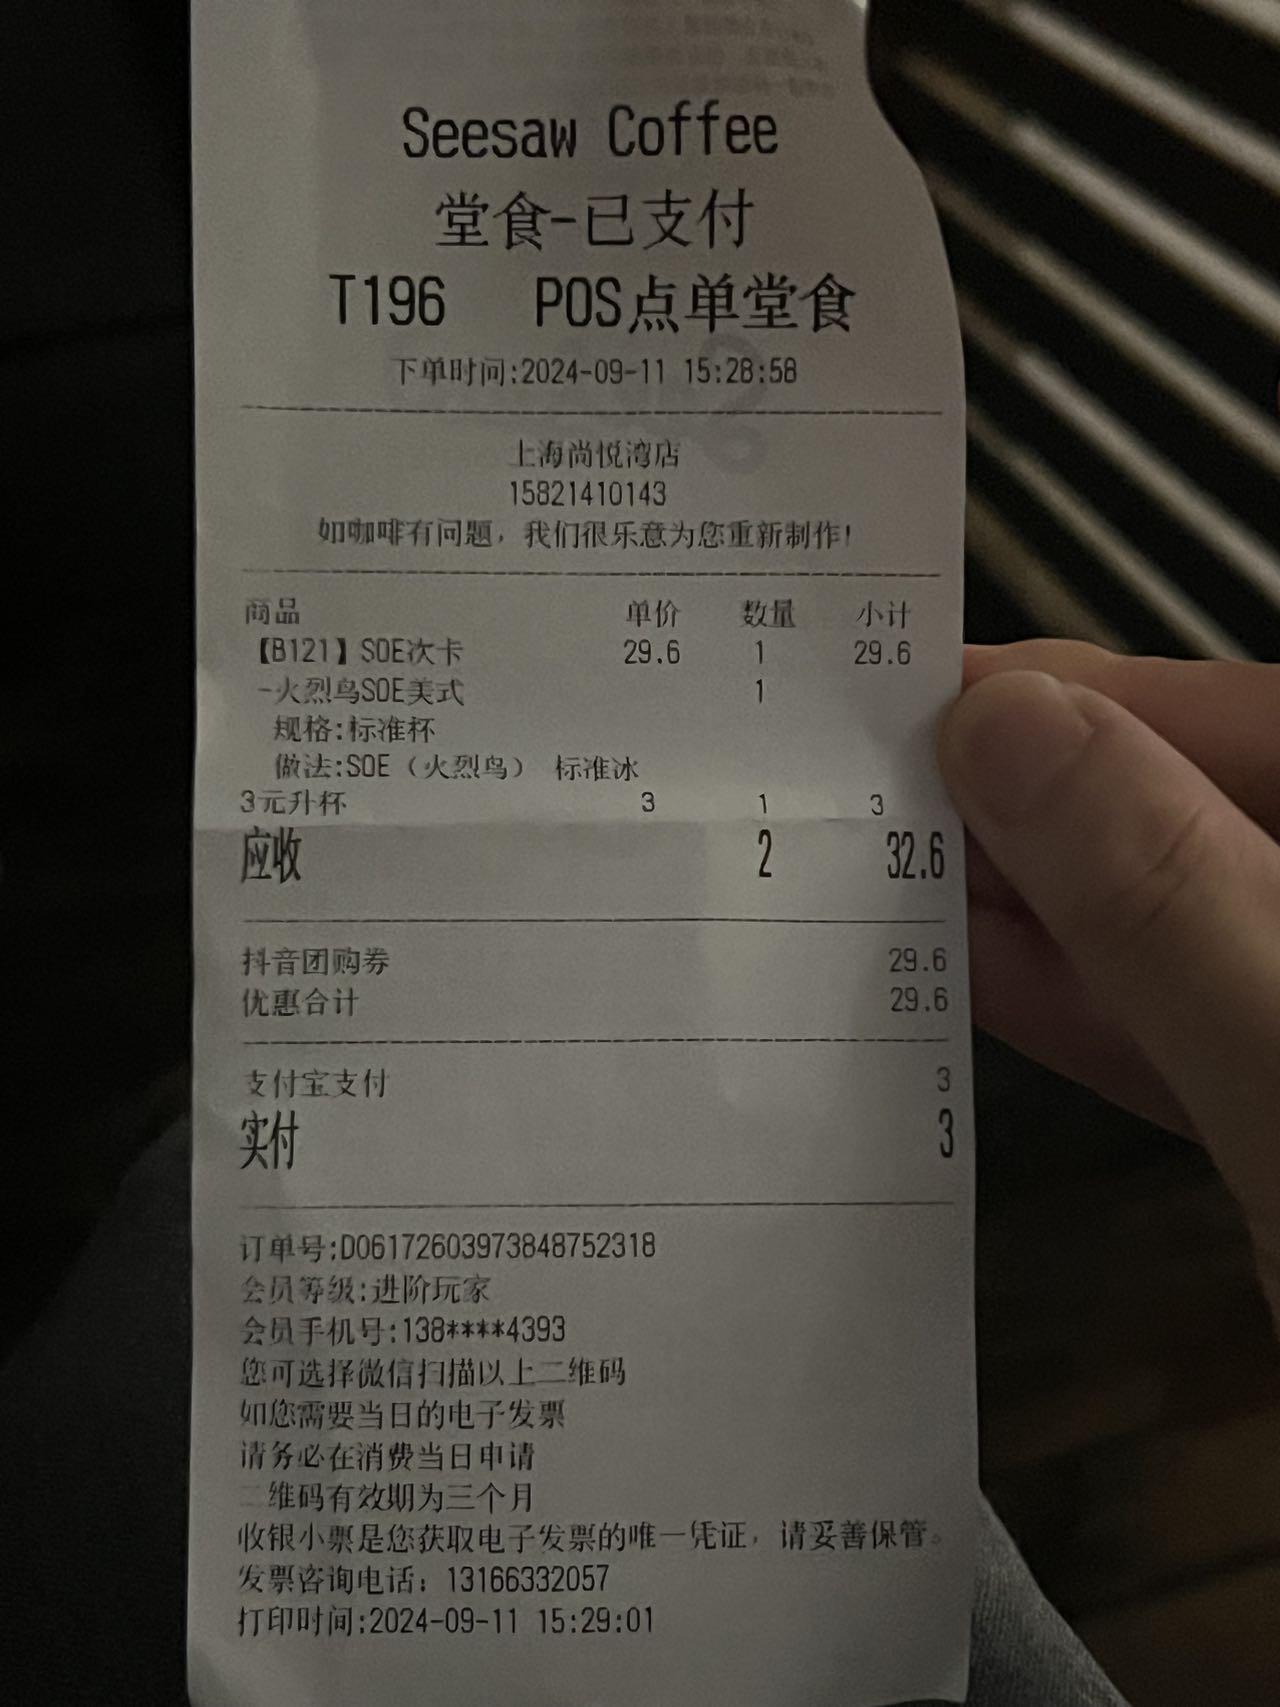 Seesaw Coffee
堂食-已支付
T196 POS点单堂食
下单时间:2024-09-11 15:28:58
上海尚悦湾店
15821410143
如咖啡有问题，我们很乐意为您重新制作!
商品 单价 数量 小计
【B121】SOE次卡 29.6 1 29.6
-火烈鸟SOE美式 1
规格:标准杯
做法:SOE（火烈鸟） 标准冰
3元升杯 3 1 3
应收 2 32.6
抖音团购券 29.6
优惠合计 29.6
支付宝支付 3
实付 3
订单号:D06172603973848752318
会员等级:进阶玩家
会员手机号:138****4393
您可选择微信扫描以上二维码
如您需要当日的电子发票
请务必在消费当日申请
二维码有效期为三个月
收银小票是您获取电子发票的唯一凭证，请妥善保管。
发票咨询电话：13166332057
打印时间:2024-09-11 15:29:01